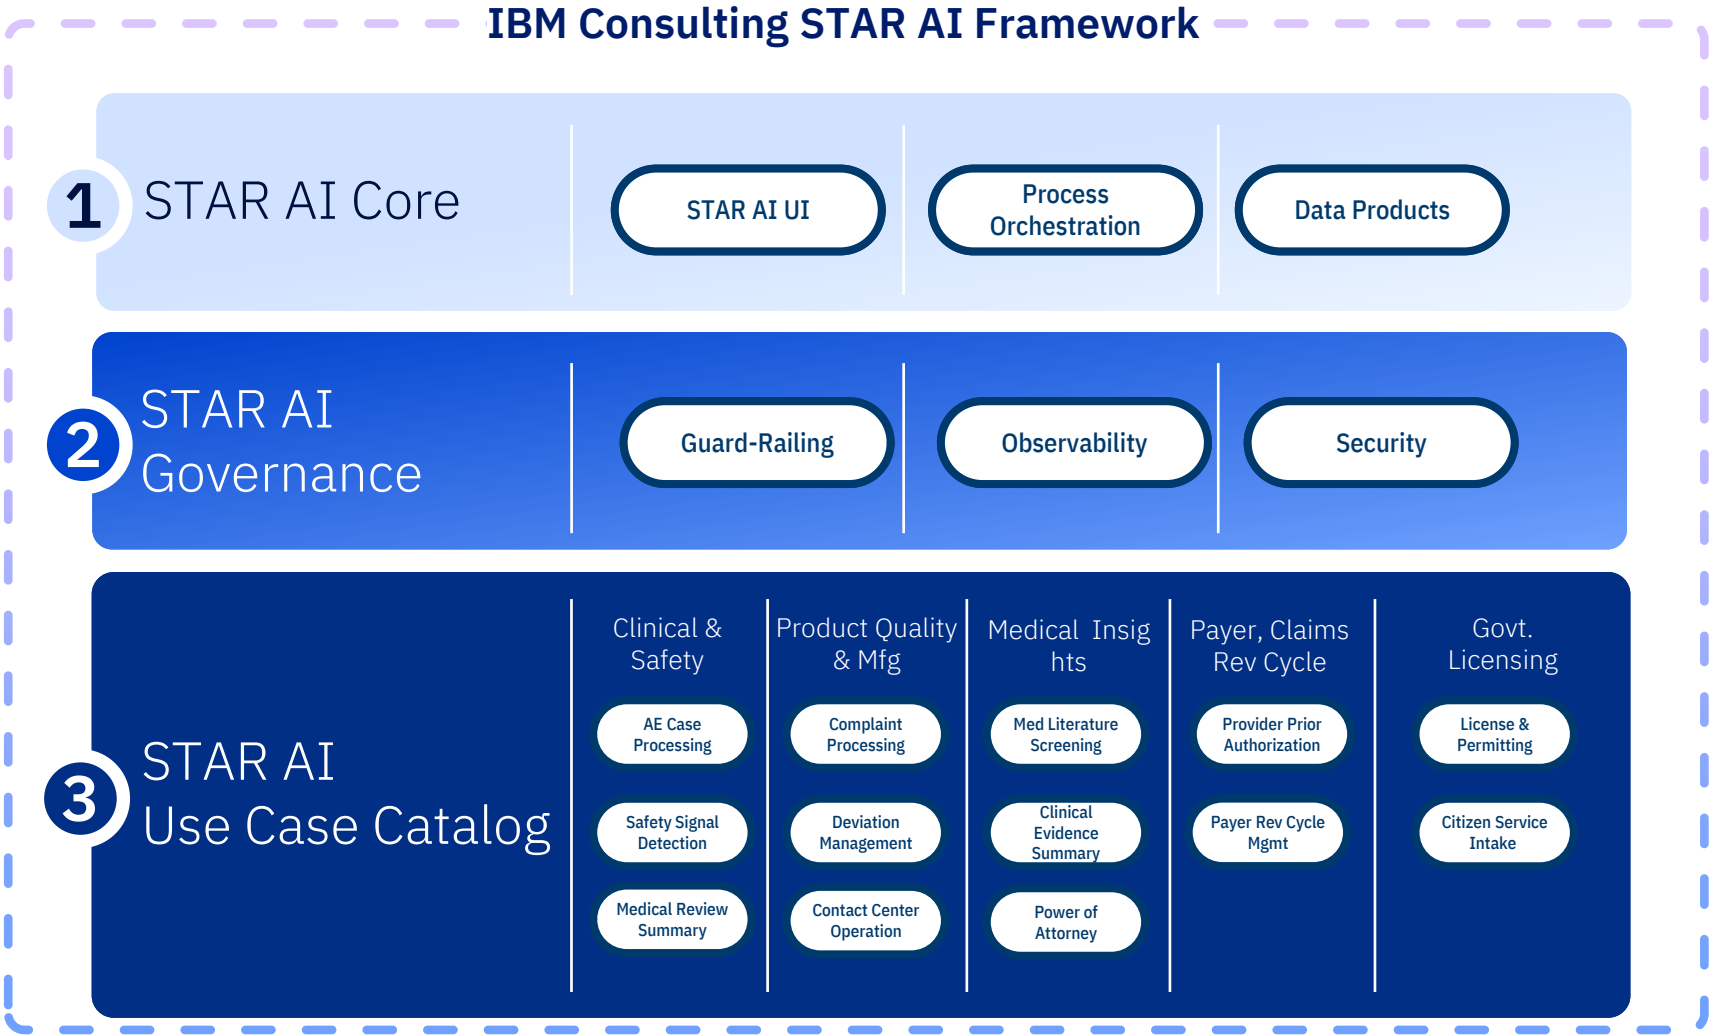 IBM Consulting STAR AI Framework
1
STAR AI Core
STAR AI UI
Process
Orchestration
Data Products
2
STAR AI
Governance
Guard-Railing
Observability
Security
3
STAR AI
Use Case Catalog
Clinical &
Safety
AE Case
Processing
Safety Signal
Detection
Medical Review
Summary
Product Quality
& Mfg
Complaint
Processing
Deviation
Management
Contact Center
Operation
Medical Insig
hts
Med Literature
Screening
Clinical
Evidence
Summary
Power of
Attorney
Payer, Claims
Rev Cycle
Provider Prior
Authorization
Payer Rev Cycle
Mgmt
Govt.
Licensing
License &
Permitting
Citizen Service
Intake